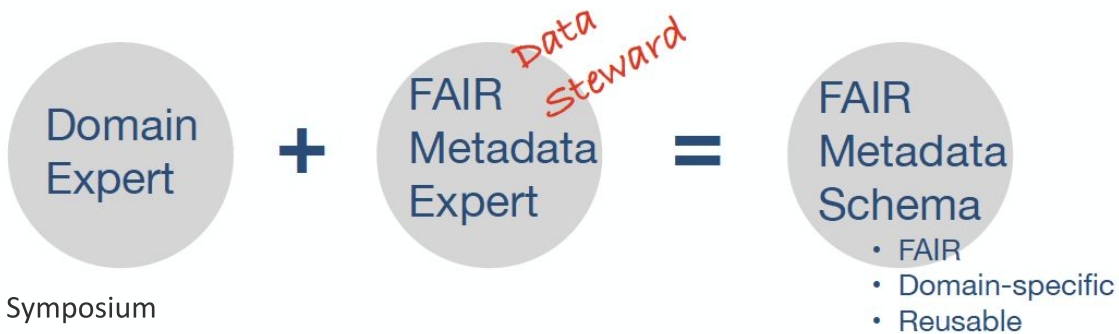 Domain
Expert
+
FAIR
Metadata
Expert
Data
Steward
=
FAIR
Metadata
Schema
• FAIR
• Domain-specific
• Reusable
Symposium